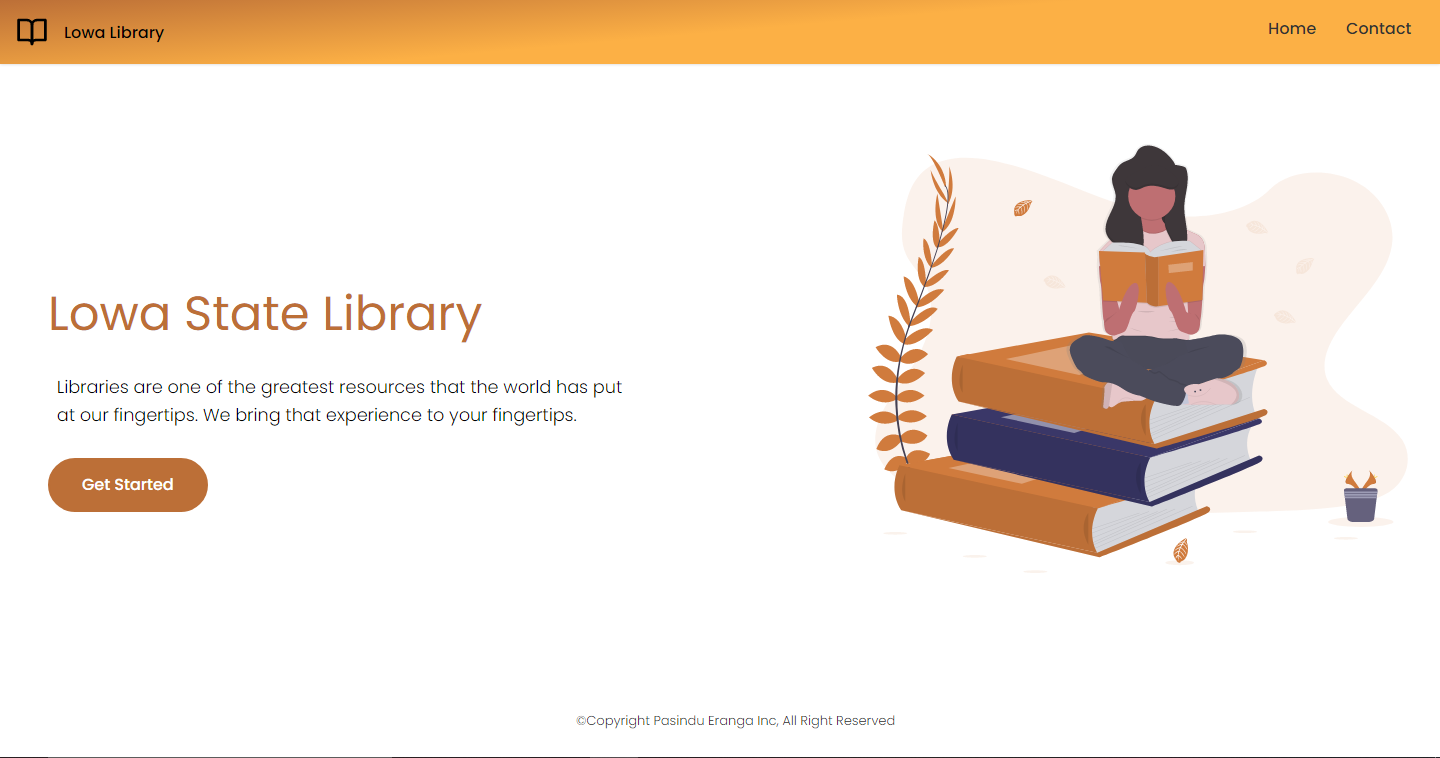 Lowa Library
Home
Contact
Lowa State Library
Libraries are one of the greatest resources that the world has put
at our fingertips. We bring that experience to your fingertips.
Get Started
©Copyright Pasindu Eranga Inc, All Right Reserved